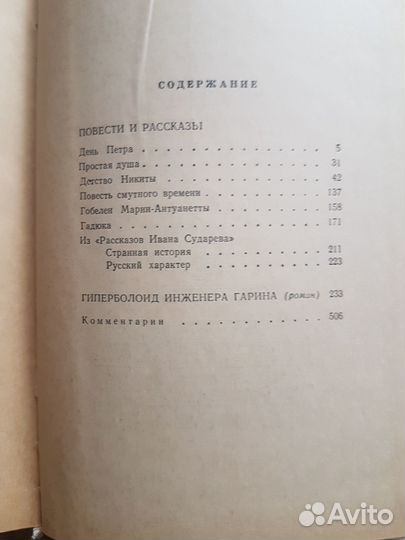 СОДЕРЖАНИЕ
ПОВЕСТИ И РАССКАЗЫ
День Петра . . . . . . . . . . 5
Простая душа . . . . . . . . . 31
Детство Никиты . . . . . . . . 42
Повесть смутного времени . . . . . 137
Гобелен Марии-Антуанетты . . . . . 158
Гадюка . . . . . . . . . . . 171
Из «Рассказов Ивана Сударева»
Странная история . . . . . . . 211
Русский характер . . . . . . . 223
ГИПЕРБОЛОИД ИНЖЕНЕРА ГАРИНА (роман) 233
Комментарии . . . . . . . . . . 506
Avito